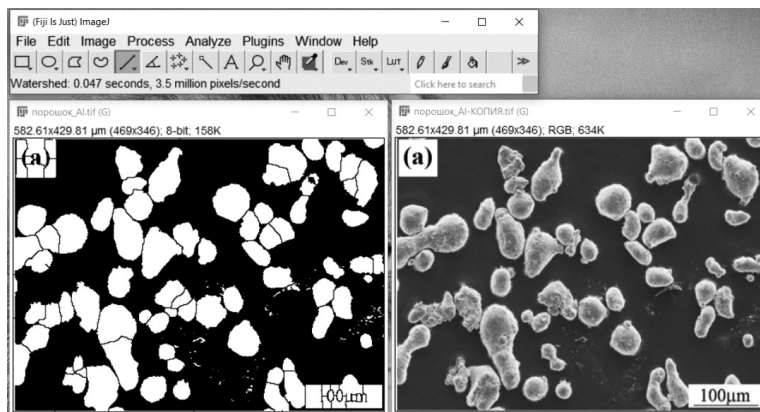 (Fiji Is Just) ImageJ
File Edit Image Process Analyze Plugins Window Help
Dev. Stk. LUT.
Watershed: 0.047 seconds, 3.5 million pixels/second
Click here to search
порошок_Al.tif (G)
582.61x429.81 µm (469x346); 8-bit; 158K
(a)
00µm
порошок_Al-КОПИЯ.tif (G)
582.61x429.81 µm (469x346); RGB; 634K
(a)
100µm